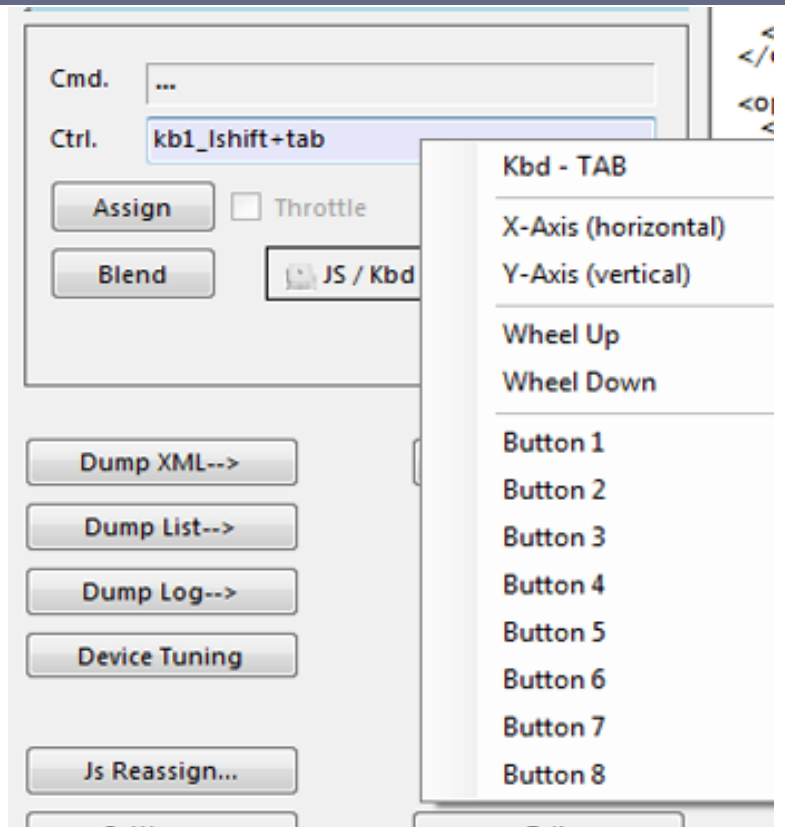 Cmd. ...
Ctrl. kb1_lshift+tab
Assign Throttle
Blend JS / Kbd
Kbd - TAB
X-Axis (horizontal)
Y-Axis (vertical)
Wheel Up
Wheel Down
Button 1
Button 2
Button 3
Button 4
Button 5
Button 6
Button 7
Button 8
Dump XML-->
Dump List-->
Dump Log-->
Device Tuning
Js Reassign...